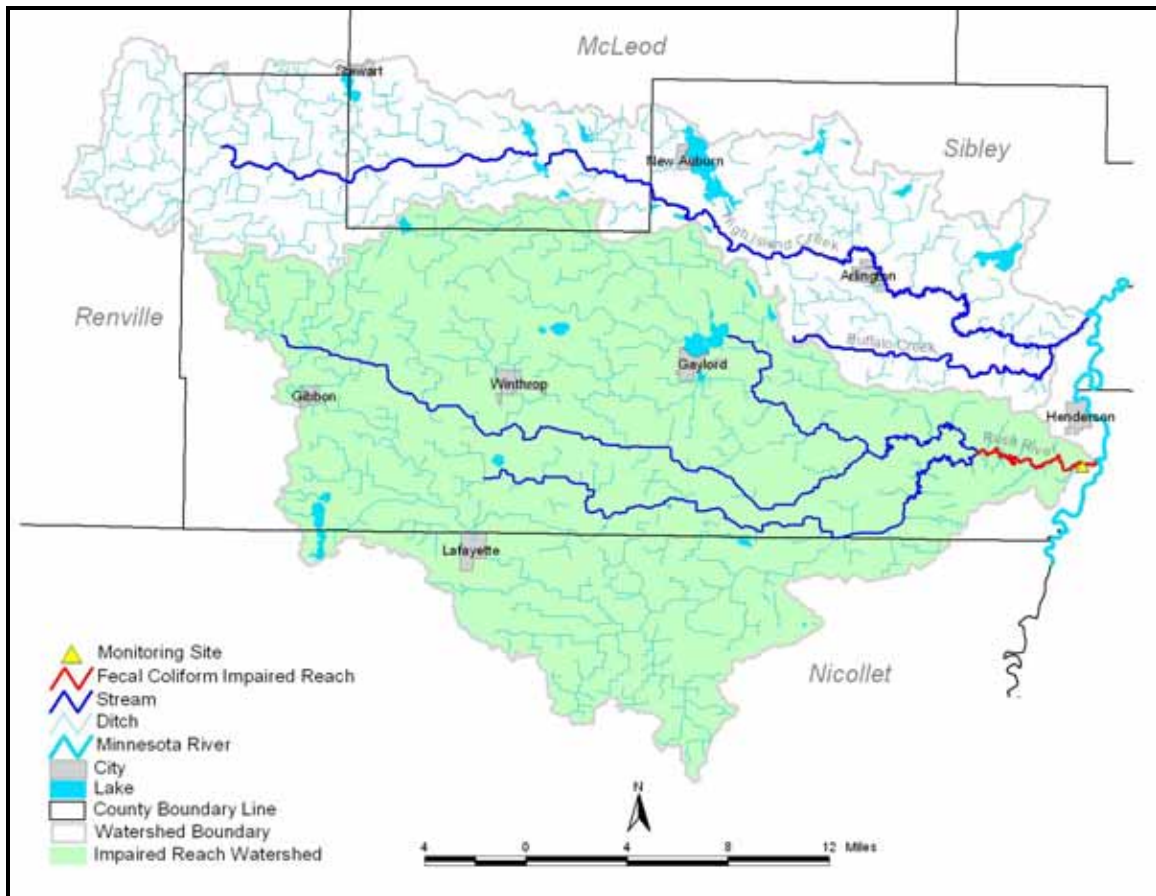 McLeod
Stewart
Sibley
New Auburn
High Island Creek
Arlington
Renville
Buffalo Creek
Gaylord
Winthrop
Gibbon
Henderson
Rush River
Lafayette
Nicollet
Monitoring Site
Fecal Coliform Impaired Reach
Stream
Ditch
Minnesota River
City
Lake
County Boundary Line
Watershed Boundary
Impaired Reach Watershed
N
4 0 4 8 12 Miles